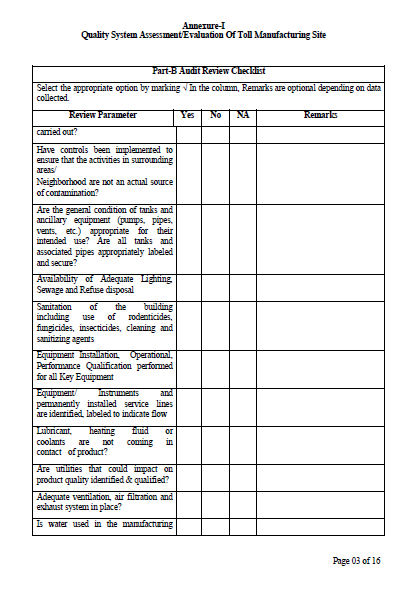 Annexure-I
Quality System Assessment/Evaluation Of Toll Manufacturing Site
Part-B Audit Review Checklist
Select the appropriate option by marking √ In the column, Remarks are optional depending on data
collected.
Review Parameter Yes No NA Remarks
carried out?
Have controls been implemented to
ensure that the activities in surrounding
areas/
Neighborhood are not an actual source
of contamination?
Are the general condition of tanks and
ancillary equipment (pumps, pipes,
vents, etc.) appropriate for their
intended use? Are all tanks and
associated pipes appropriately labeled
and secure?
Availability of Adequate Lighting,
Sewage and Refuse disposal
Sanitation of the building
including use of rodenticides,
fungicides, insecticides, cleaning and
sanitizing agents
Equipment Installation, Operational,
Performance Qualification performed
for all Key Equipment
Equipment/ Instruments and
permanently installed service lines
are identified, labeled to indicate flow
Lubricant, heating fluid or
coolants are not coming in
contact of product?
Are utilities that could impact on
product quality identified & qualified?
Adequate ventilation, air filtration and
exhaust system in place?
Is water used in the manufacturing
Page 03 of 16